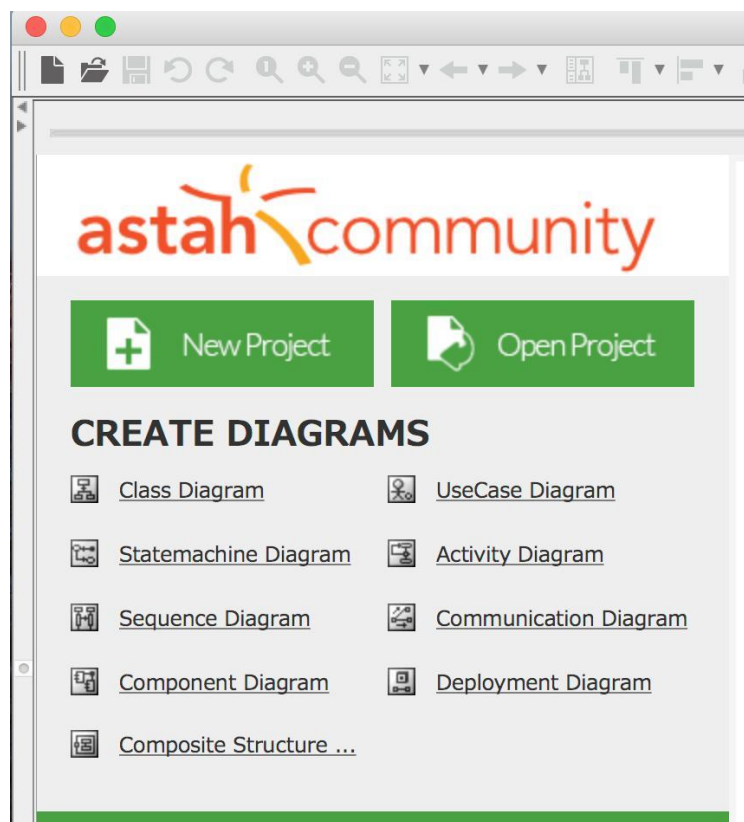 astah community
New Project Open Project
CREATE DIAGRAMS
Class Diagram UseCase Diagram
Statemachine Diagram Activity Diagram
Sequence Diagram Communication Diagram
Component Diagram Deployment Diagram
Composite Structure ...